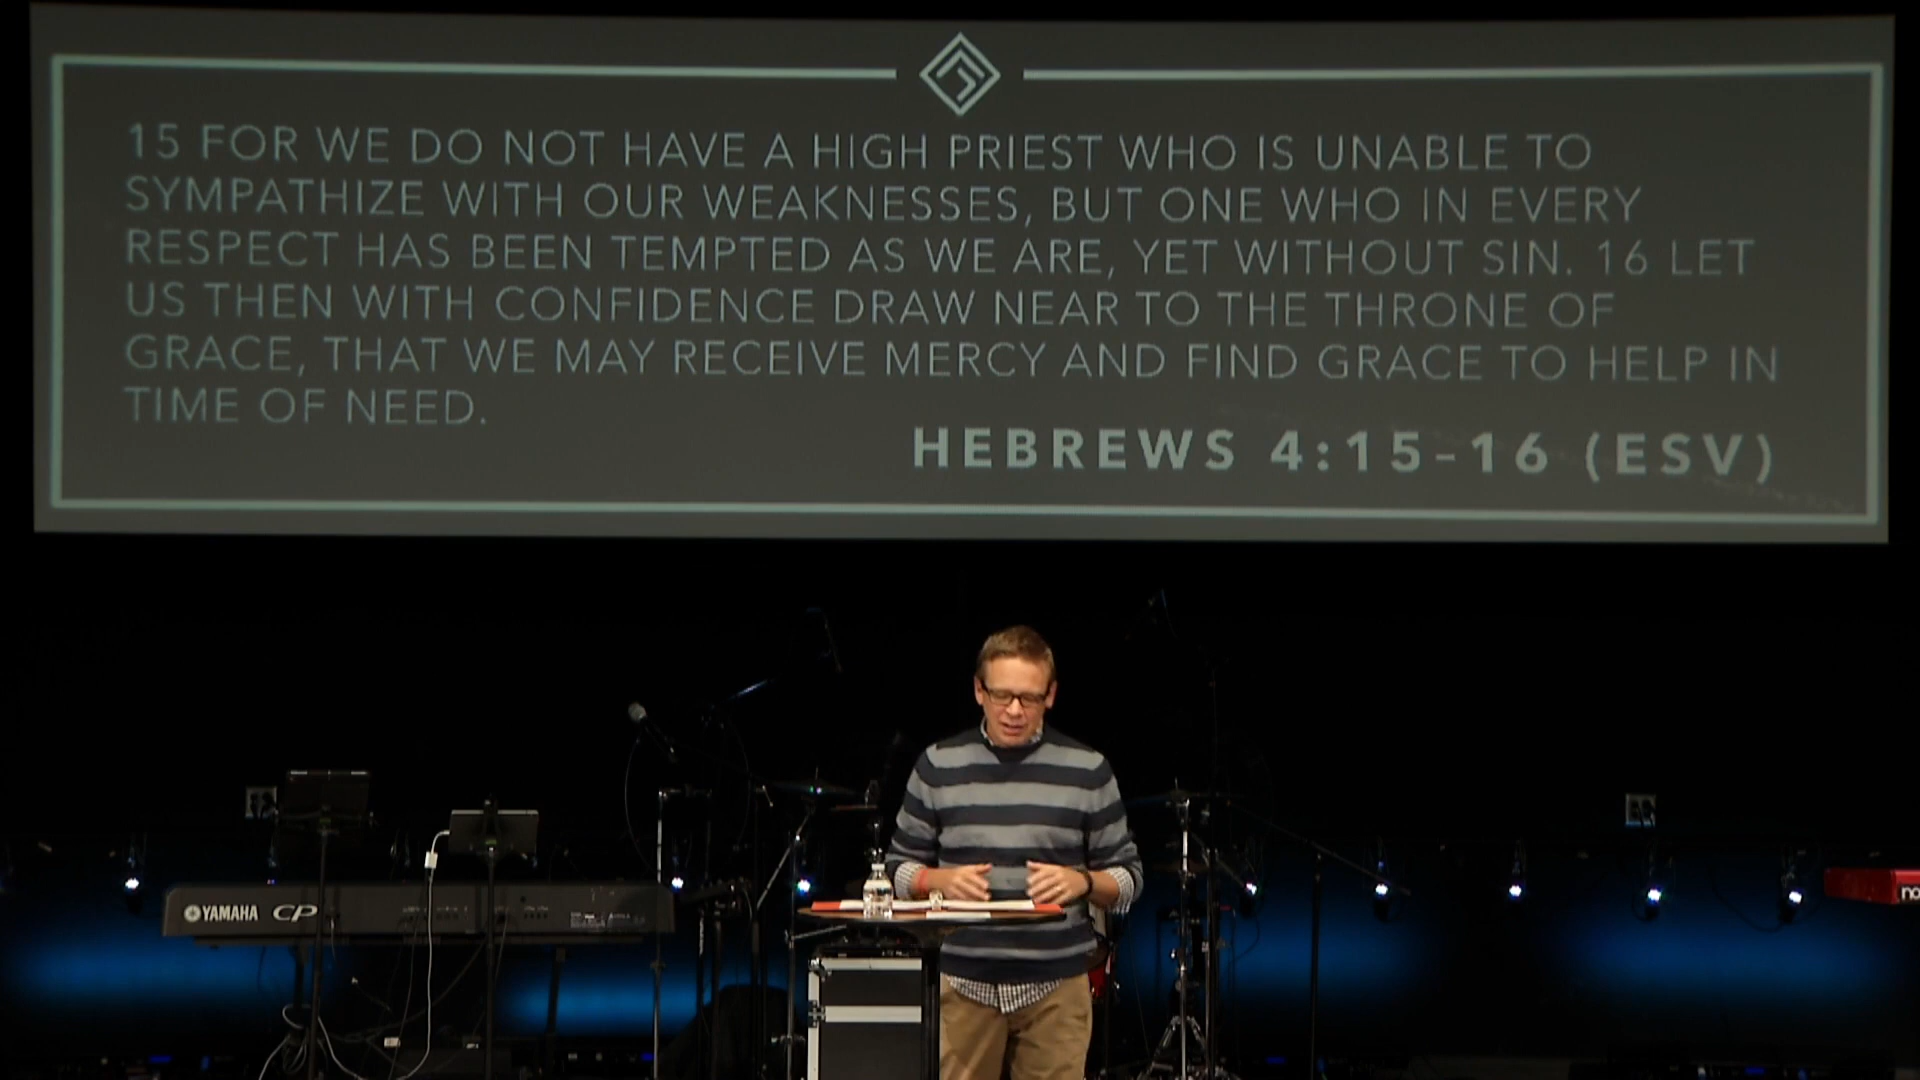 15 FOR WE DO NOT HAVE A HIGH PRIEST WHO IS UNABLE TO
SYMPATHIZE WITH OUR WEAKNESSES, BUT ONE WHO IN EVERY
RESPECT HAS BEEN TEMPTED AS WE ARE, YET WITHOUT SIN. 16 LET
US THEN WITH CONFIDENCE DRAW NEAR TO THE THRONE OF
GRACE, THAT WE MAY RECEIVE MERCY AND FIND GRACE TO HELP IN
TIME OF NEED.
HEBREWS 4:15-16 (ESV)
YAMAHA CP